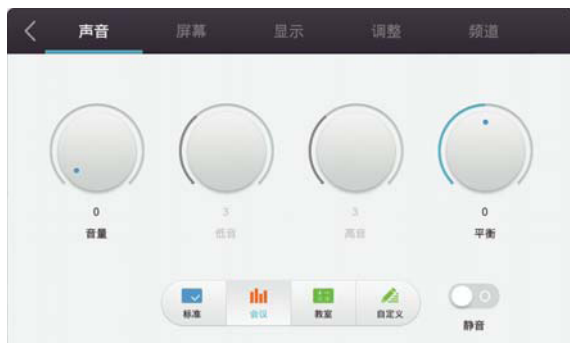 声音 屏幕 显示 调整 频道
0 3 3 0
音量 低音 高音 平衡
标准 会议 教室 自定义
静音